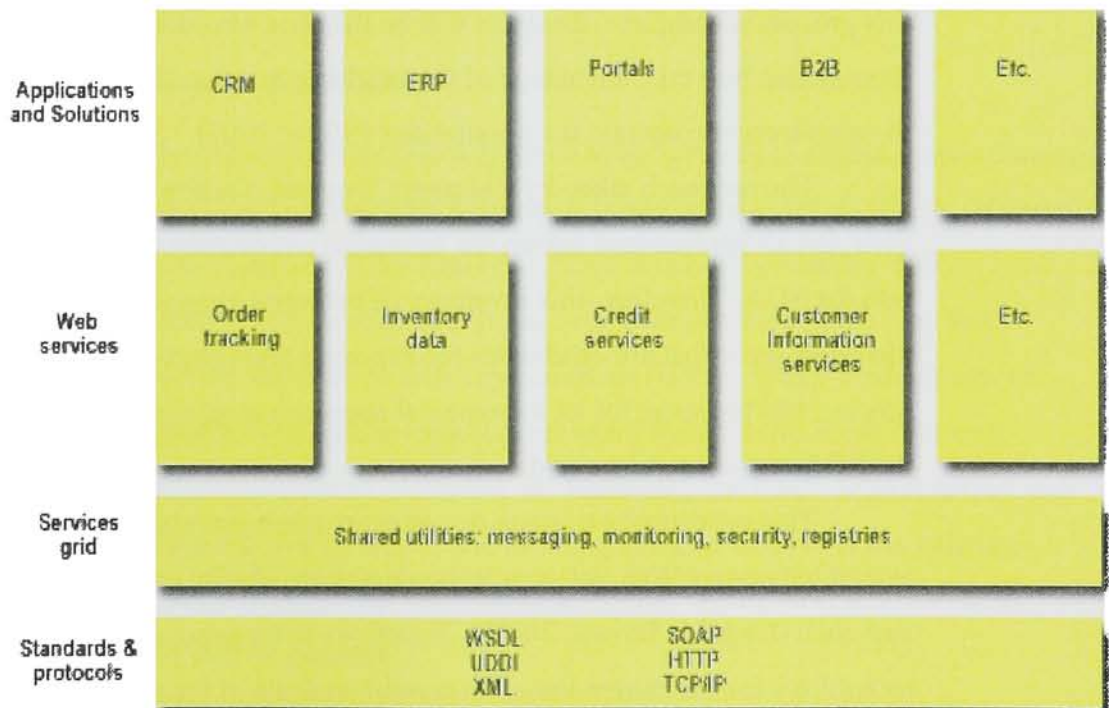 Applications
and Solutions
CRM
ERP
Portals
B2B
Etc.
Web
services
Order
tracking
Inventory
data
Credit
services
Customer
Information
services
Etc.
Services
grid
Shared utilities: messaging, monitoring, security, registries
Standards &
protocols
WSDL
UDDI
XML
SOAP
HTTP
TCP/IP